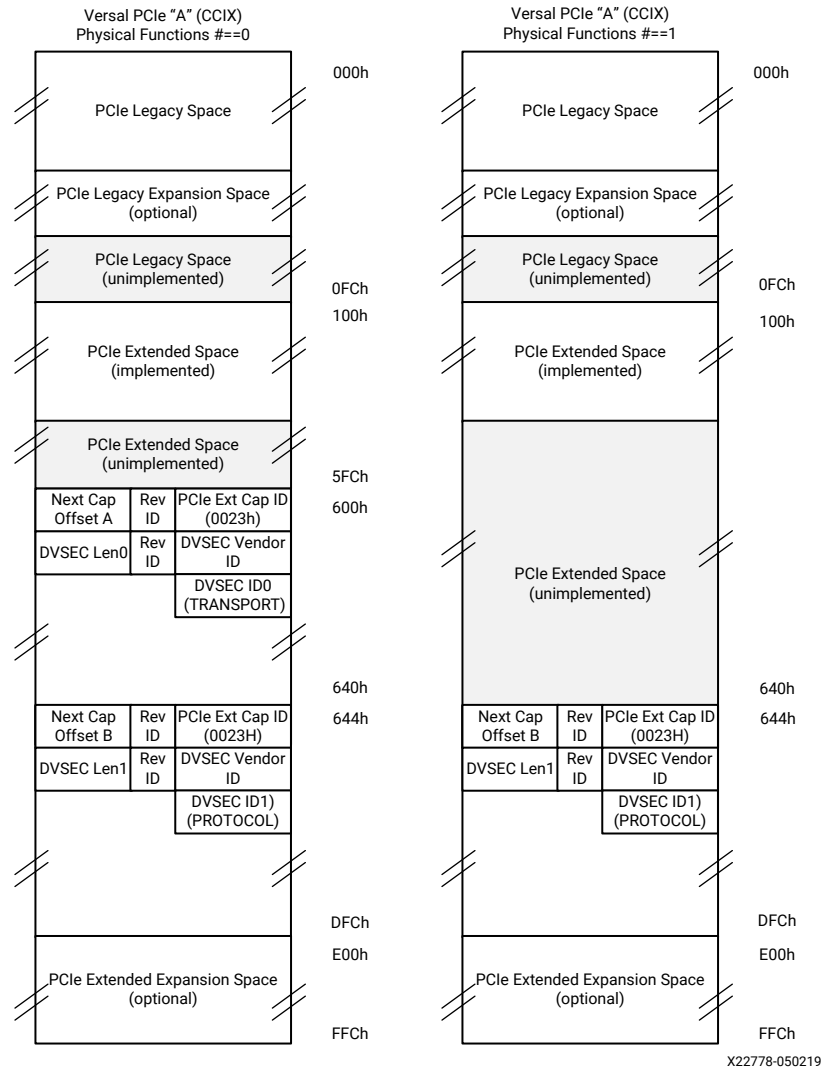 Versal PCIe “A” (CCIX)
Physical Functions #==0
000h
PCIe Legacy Space
PCIe Legacy Expansion Space
(optional)
PCIe Legacy Space
(unimplemented)
0FCh
100h
PCIe Extended Space
(implemented)
PCIe Extended Space
(unimplemented)
5FCh
Next Cap
Offset A
Rev
ID
PCIe Ext Cap ID
(0023h)
600h
DVSEC Len0
Rev
ID
DVSEC Vendor
ID
DVSEC ID0
(TRANSPORT)
640h
Next Cap
Offset B
Rev
ID
PCIe Ext Cap ID
(0023H)
644h
DVSEC Len1
Rev
ID
DVSEC Vendor
ID
DVSEC ID1)
(PROTOCOL)
DFCh
E00h
PCIe Extended Expansion Space
(optional)
FFCh
Versal PCIe “A” (CCIX)
Physical Functions #==1
000h
PCIe Legacy Space
PCIe Legacy Expansion Space
(optional)
PCIe Legacy Space
(unimplemented)
0FCh
100h
PCIe Extended Space
(implemented)
PCIe Extended Space
(unimplemented)
640h
Next Cap
Offset B
Rev
ID
PCIe Ext Cap ID
(0023H)
644h
DVSEC Len1
Rev
ID
DVSEC Vendor
ID
DVSEC ID1)
(PROTOCOL)
DFCh
E00h
PCIe Extended Expansion Space
(optional)
FFCh
X22778-050219